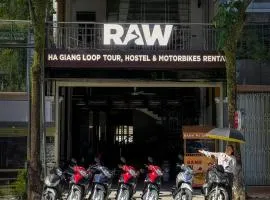 RAW
HA GIANG LOOP TOUR, HOSTEL & MOTORBIKES RENTAL